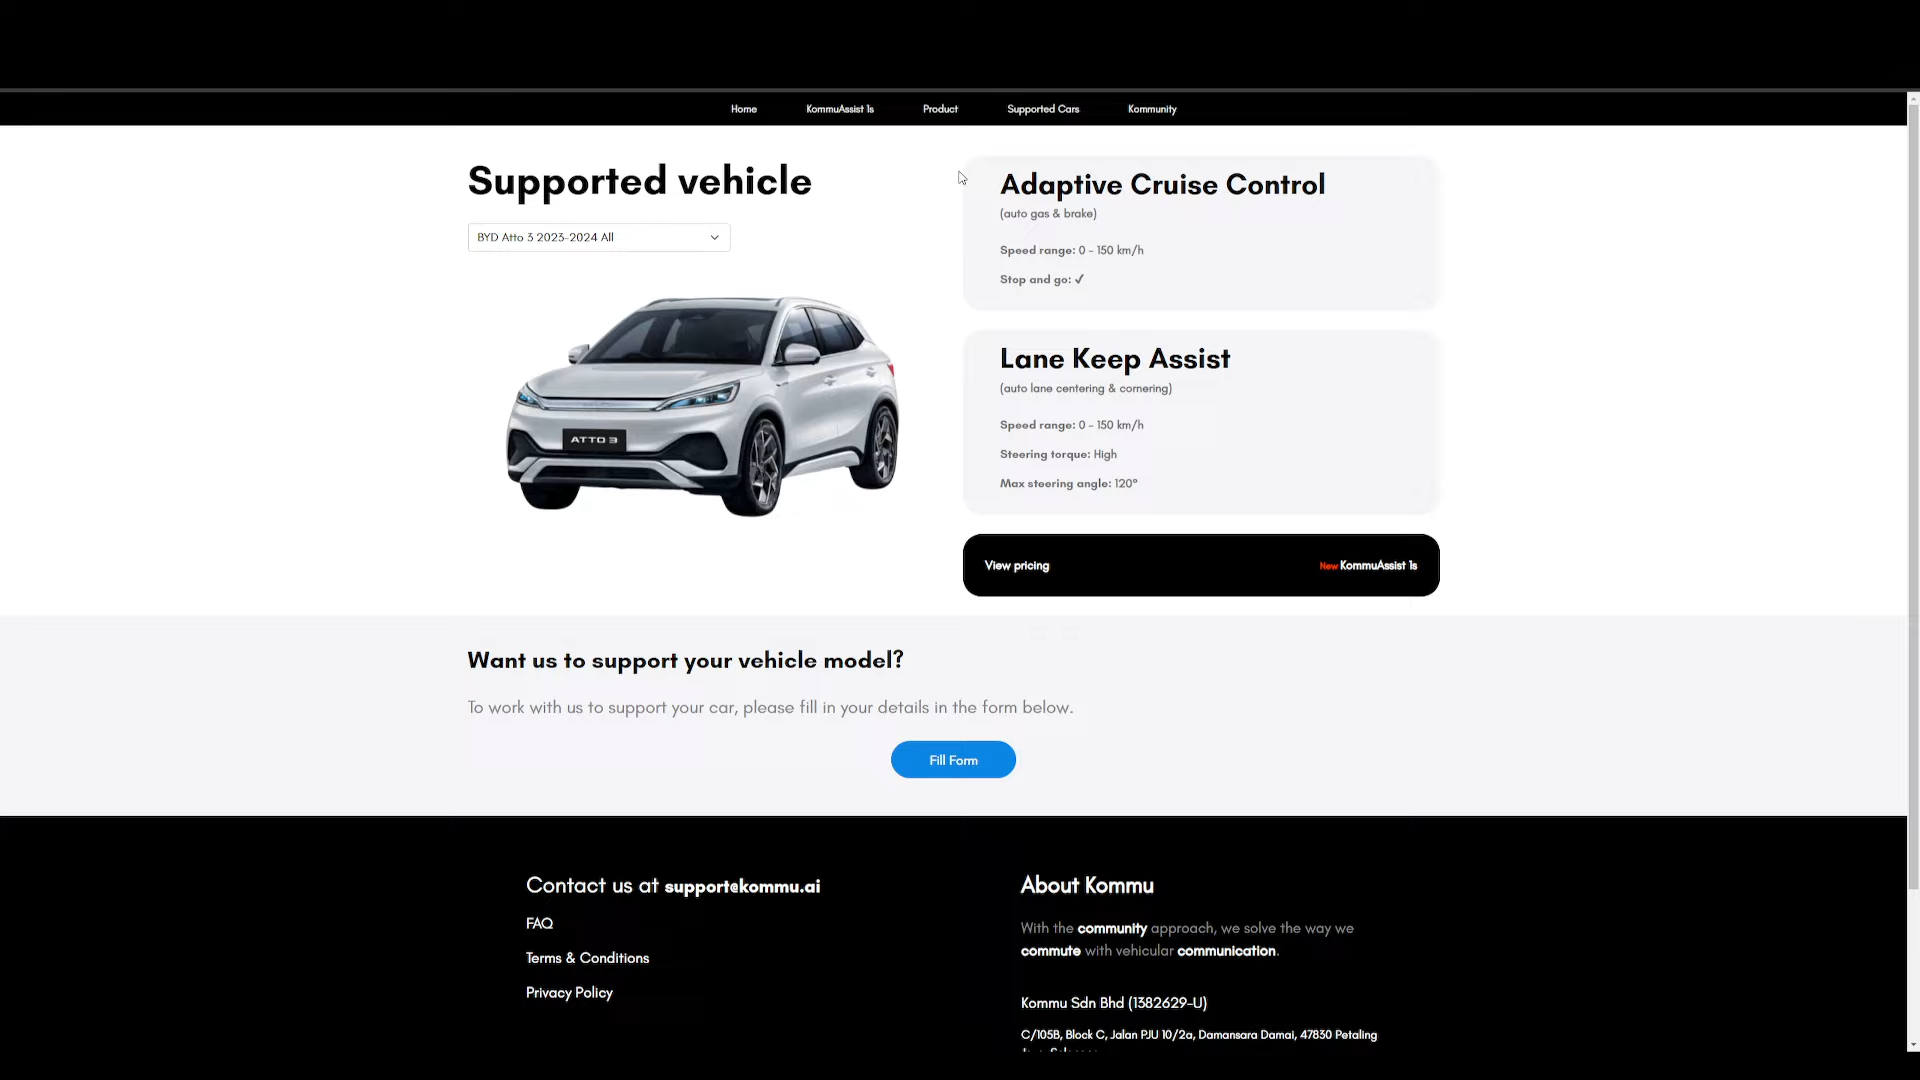 Home KommuAssist 1s Product Supported Cars Kommunity
Supported vehicle
BYD Atto 3 2023-2024 All
ATTO 3
Adaptive Cruise Control
(auto gas & brake)
Speed range: 0 - 150 km/h
Stop and go: ✓
Lane Keep Assist
(auto lane centering & cornering)
Speed range: 0 - 150 km/h
Steering torque: High
Max steering angle: 120°
View pricing New KommuAssist 1s
Want us to support your vehicle model?
To work with us to support your car, please fill in your details in the form below.
Fill Form
Contact us at support@kommu.ai
FAQ
Terms & Conditions
Privacy Policy
About Kommu
With the community approach, we solve the way we
commute with vehicular communication.
Kommu Sdn Bhd (1382629-U)
C/105B, Block C, Jalan PJU 10/2a, Damansara Damai, 47830 Petaling